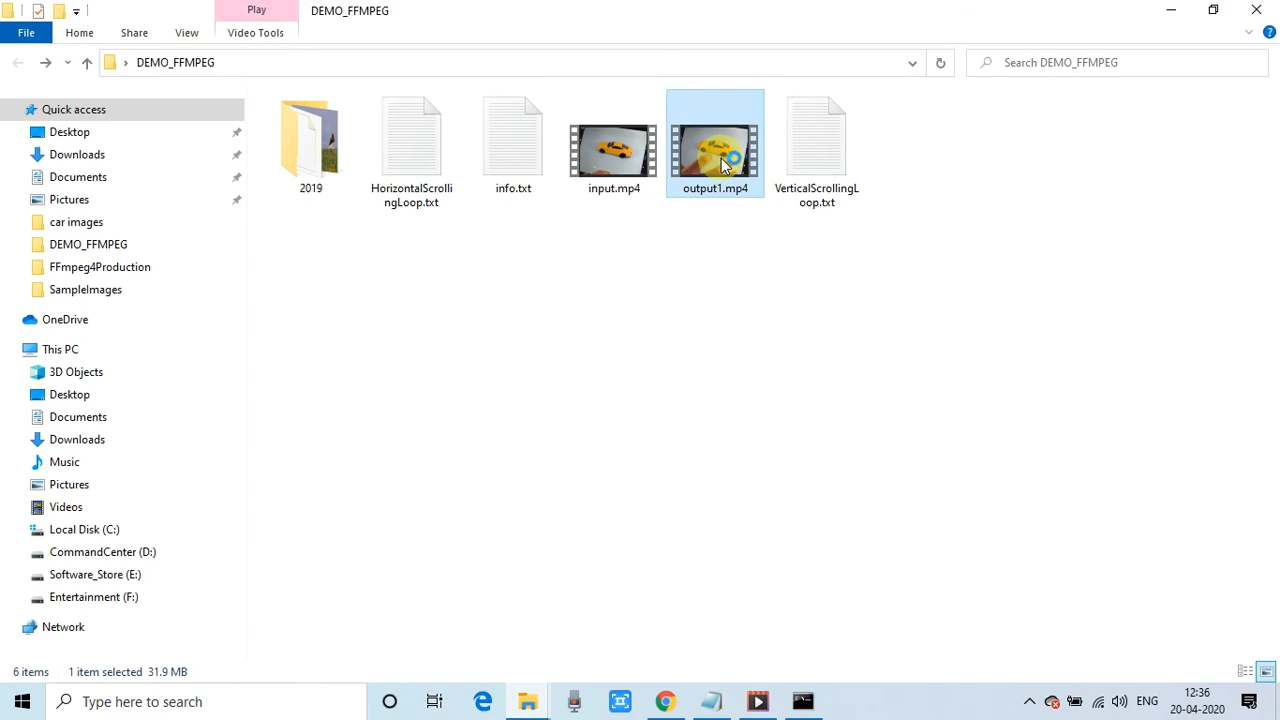 Play
DEMO_FFMPEG
File
Home
Share
View
Video Tools
DEMO_FFMPEG
Search DEMO_FFMPEG
Quick access
Desktop
Downloads
Documents
Pictures
car images
DEMO_FFMPEG
FFmpeg4Production
SampleImages
OneDrive
This PC
3D Objects
Desktop
Documents
Downloads
Music
Pictures
Videos
Local Disk (C:)
CommandCenter (D:)
Software_Store (E:)
Entertainment (F:)
Network
2019
HorizontalScrolli
ngLoop.txt
info.txt
input.mp4
output1.mp4
VerticalScrollingL
oop.txt
6 items
1 item selected 31.9 MB
Type here to search
ENG
12:36
20-04-2020